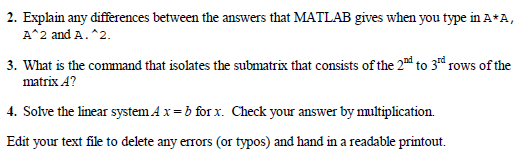 2. Explain any differences between the answers that MATLAB gives when you type in A*A,
A^2 and A.^2.
3. What is the command that isolates the submatrix that consists of the 2nd to 3rd rows of the
matrix A?
4. Solve the linear system A x = b for x. Check your answer by multiplication.
Edit your text file to delete any errors (or typos) and hand in a readable printout.